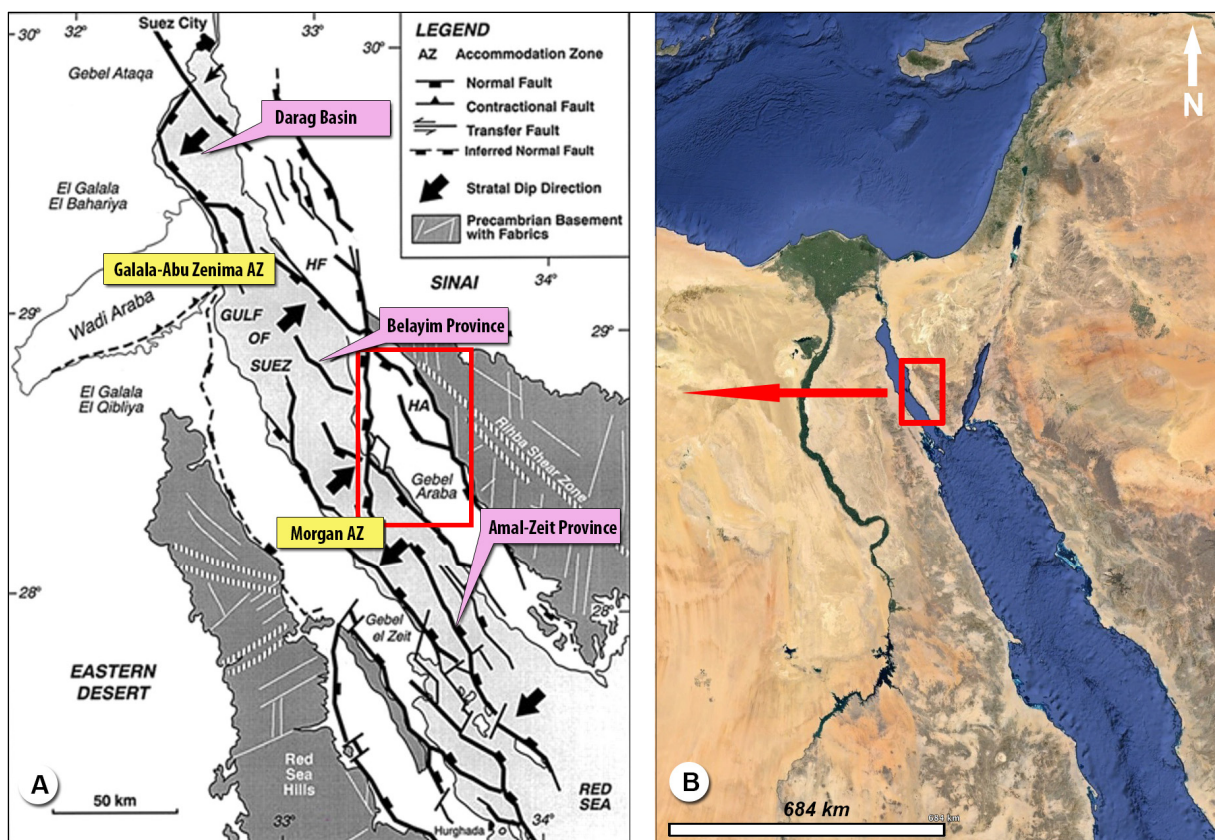 30°
32°
Suez City
33°
30°
Gebel Ataqa
Darag Basin
El Galala
El Bahariya
HF
SINAI
34°
Galala-Abu Zenima AZ
Wadi Araba
29°
GULF
OF
SUEZ
Belayim Province
29°
El Galala
El Qibliya
HA
Rihba Shear Zone
Gebel
Araba
Morgan AZ
Amal-Zeit Province
28°
28°
Gebel
el Zeit
EASTERN
DESERT
Red
Sea
Hills
RED
SEA
A
50 km
33°
Hurghada
34°
LEGEND
AZ Accommodation Zone
Normal Fault
Contractional Fault
Transfer Fault
Inferred Normal Fault
Stratal Dip Direction
Precambrian Basement
with Fabrics
N
B
684 km
684 km